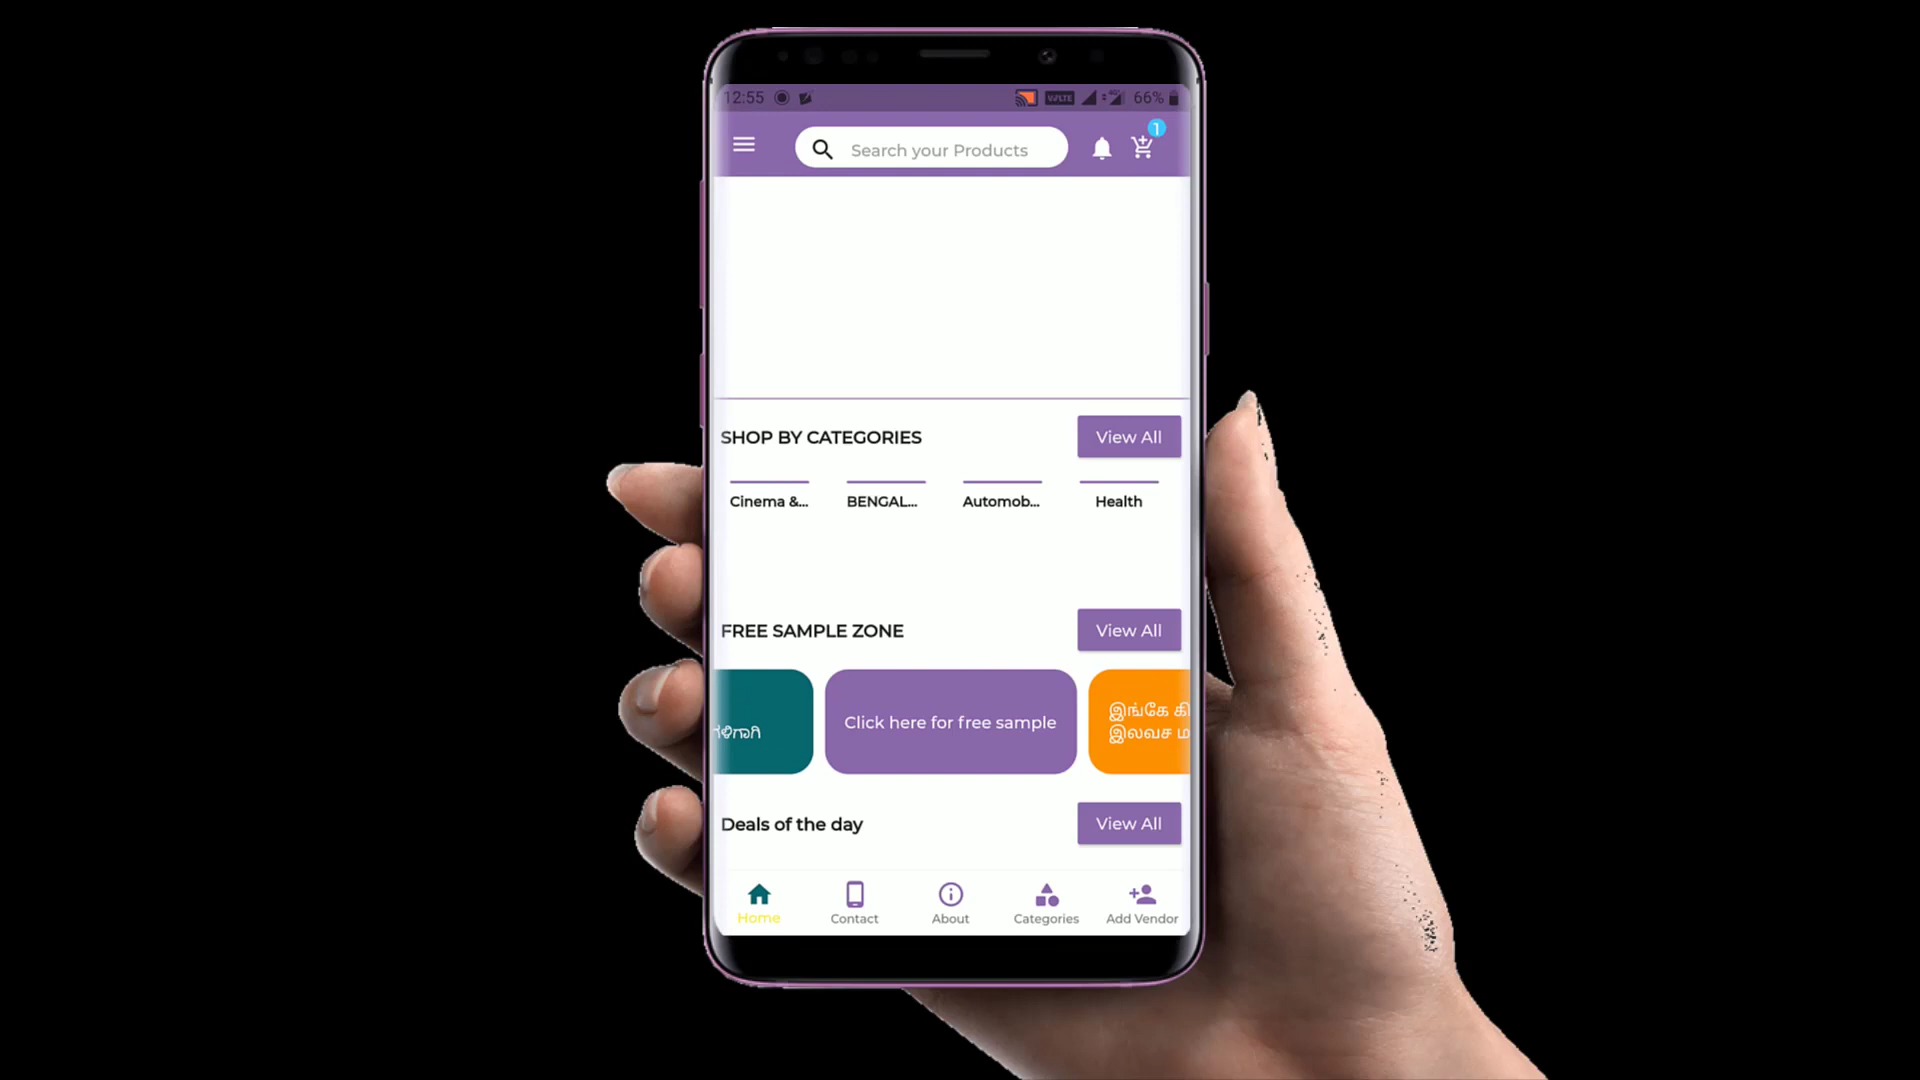 12:55
VoLTE
66%
1
Search your Products
SHOP BY CATEGORIES
View All
Cinema &...
BENGAL...
Automob...
Health
FREE SAMPLE ZONE
View All
Click here for free sample
இங்கே கி
இலவச ம
Deals of the day
View All
Home
Contact
About
Categories
Add Vendor